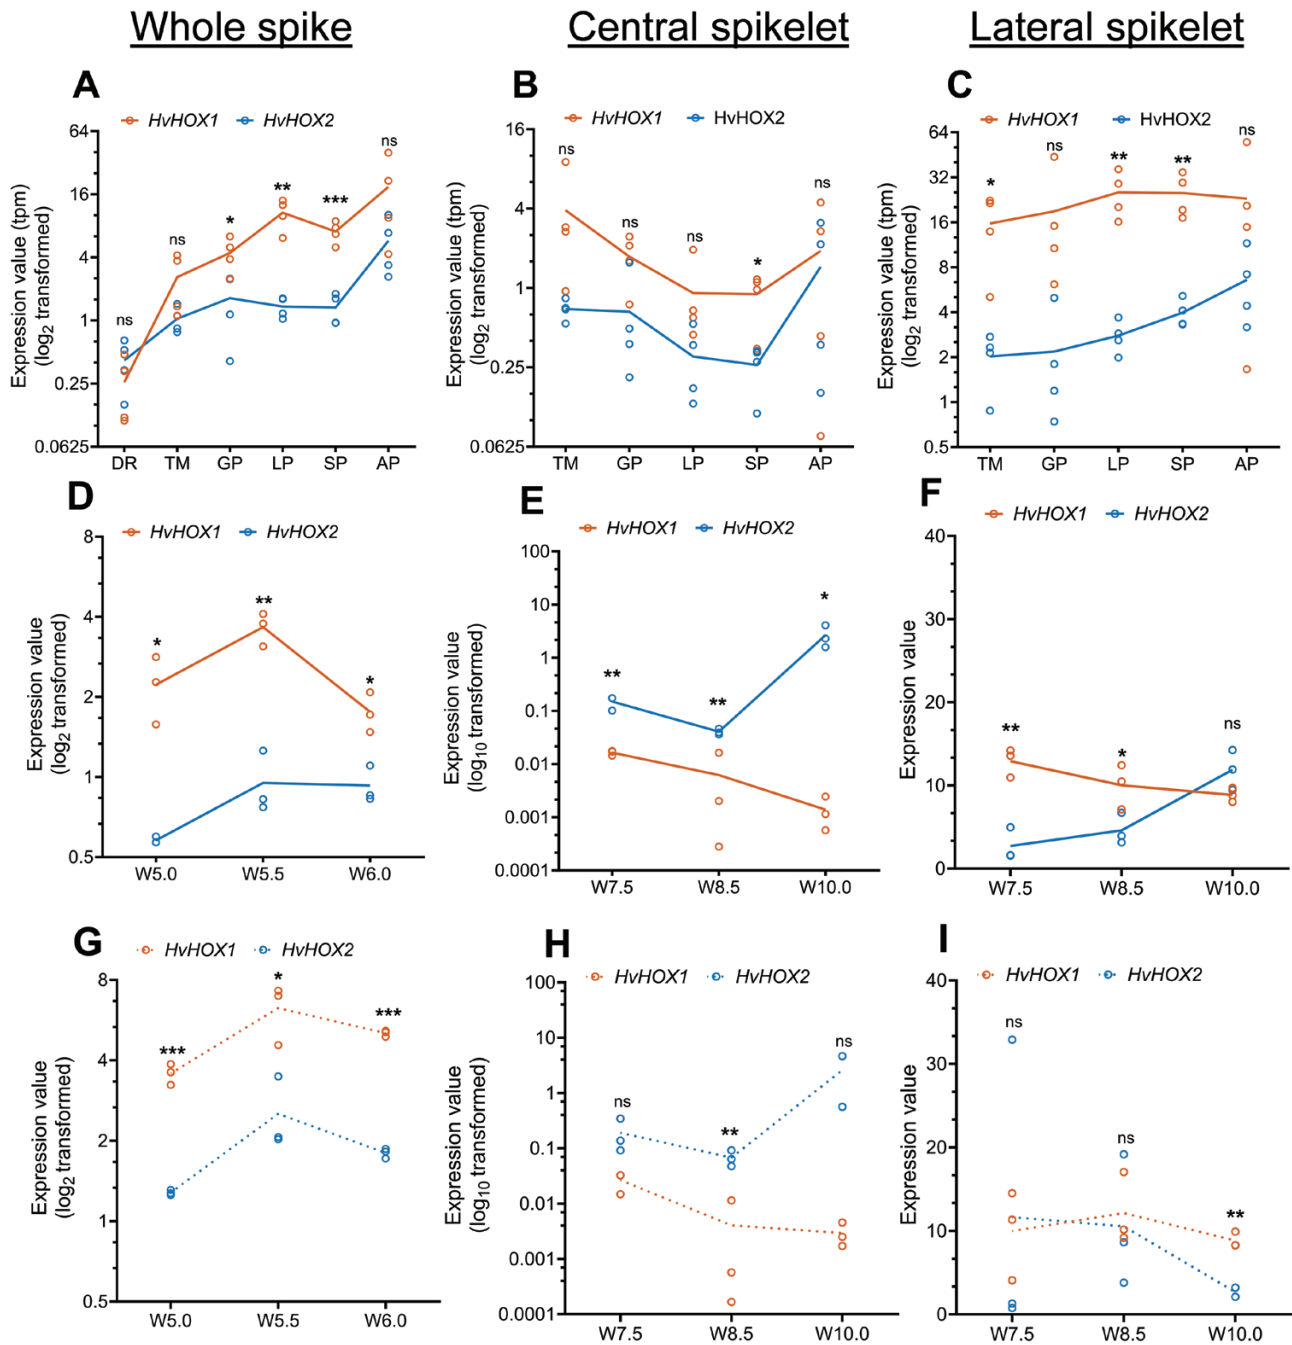 Whole spike
Central spikelet
Lateral spikelet
A
HvHOX1 HvHOX2
Expression value (tpm)
(log2 transformed)
64
16
4
1
0.25
0.0625
ns
ns
*
**
***
ns
DR TM GP LP SP AP
B
HvHOX1 HvHOX2
Expression value (tpm)
(log2 transformed)
16
4
1
0.25
0.0625
ns
ns
ns
*
ns
TM GP LP SP AP
C
HvHOX1 HvHOX2
Expression value (tpm)
(log2 transformed)
64
32
16
8
4
2
1
0.5
*
ns
**
**
ns
TM GP LP SP AP
D
HvHOX1 HvHOX2
Expression value
(log2 transformed)
8
4
2
1
0.5
*
**
*
W5.0 W5.5 W6.0
E
HvHOX1 HvHOX2
Expression value
(log10 transformed)
100
10
1
0.1
0.01
0.001
0.0001
**
**
*
W7.5 W8.5 W10.0
F
HvHOX1 HvHOX2
Expression value
40
30
20
10
0
**
*
ns
W7.5 W8.5 W10.0
G
HvHOX1 HvHOX2
Expression value
(log2 transformed)
8
4
2
1
0.5
***
*
***
W5.0 W5.5 W6.0
H
HvHOX1 HvHOX2
Expression value
(log10 transformed)
100
10
1
0.1
0.01
0.001
0.0001
ns
**
ns
W7.5 W8.5 W10.0
I
HvHOX1 HvHOX2
Expression value
40
30
20
10
0
ns
ns
**
W7.5 W8.5 W10.0